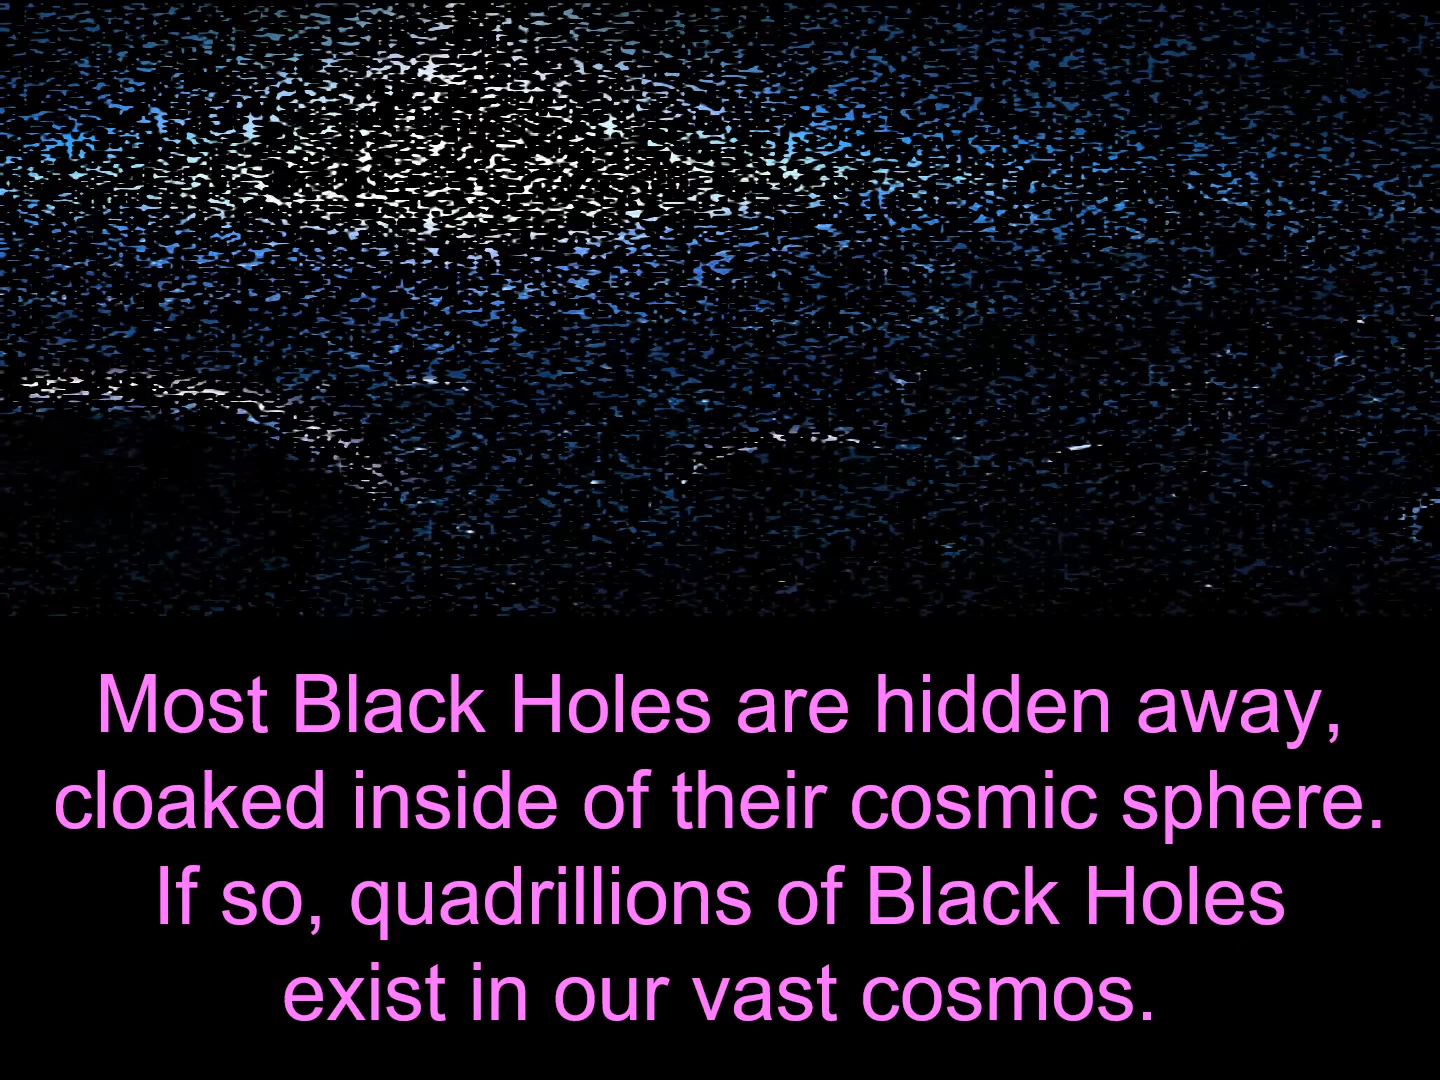 Most Black Holes are hidden away,
cloaked inside of their cosmic sphere.
If so, quadrillions of Black Holes
exist in our vast cosmos.